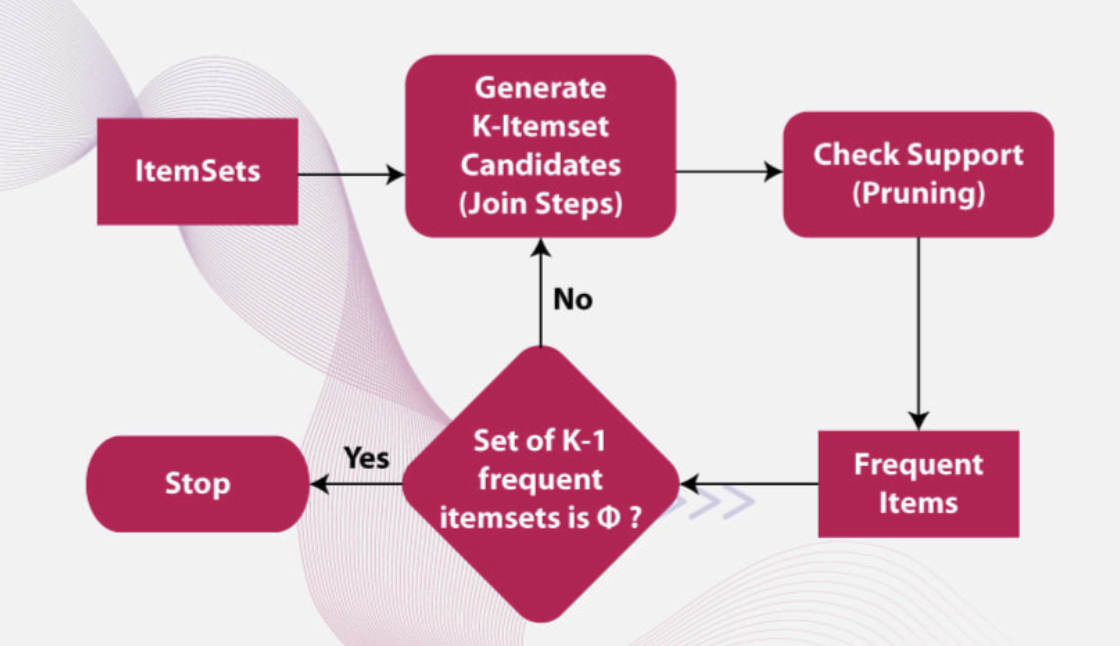 ItemSets
Generate
K-Itemset
Candidates
(Join Steps)
Check Support
(Pruning)
No
Set of K-1
frequent
itemsets is Φ ?
Yes
Stop
Frequent
Items